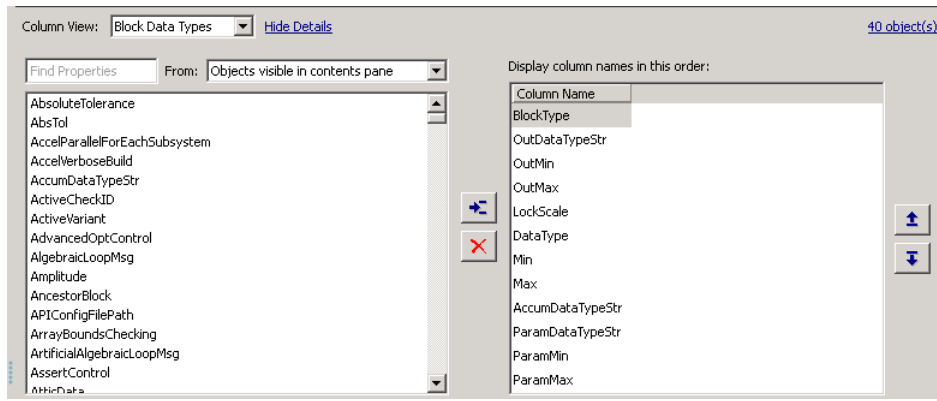 Column View: Block Data Types Hide Details 40 object(s)
Find Properties From: Objects visible in contents pane
AbsoluteTolerance
AbsTol
AccelParallelForEachSubsystem
AccelVerboseBuild
AccumDataTypeStr
ActiveCheckID
ActiveVariant
AdvancedOptControl
AlgebraicLoopMsg
Amplitude
AncestorBlock
APIConfigFilePath
ArrayBoundsChecking
ArtificialAlgebraicLoopMsg
AssertControl
AtticData
Display column names in this order:
Column Name
BlockType
OutDataTypeStr
OutMin
OutMax
LockScale
DataType
Min
Max
AccumDataTypeStr
ParamDataTypeStr
ParamMin
ParamMax